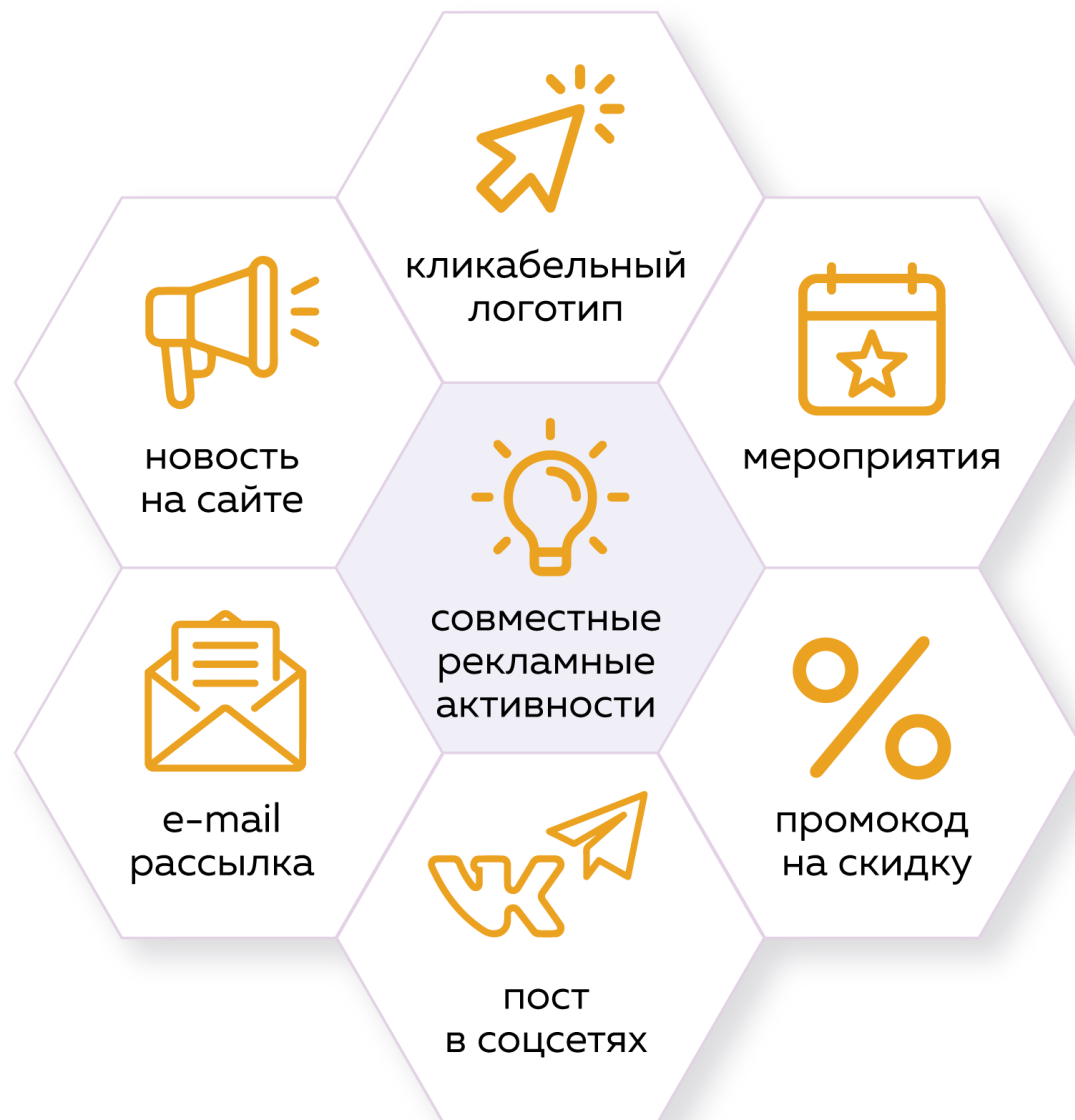 кликабельный
логотип
новость
на сайте
мероприятия
совместные
рекламные
активности
e-mail
рассылка
промокод
на скидку
пост
в соцсетях